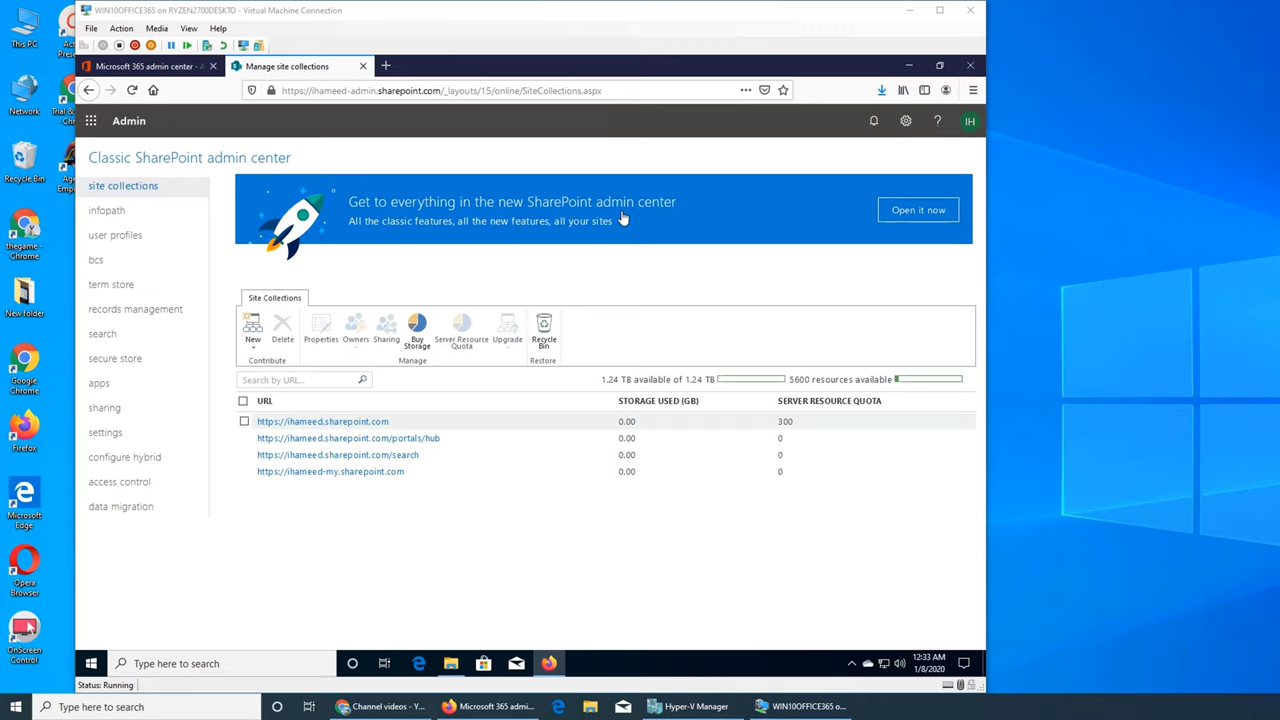 This PC
Network
Recycle Bin
thegame -
Chrome
New folder
Google
Chrome
Firefox
Microsoft
Edge
Opera
Browser
OnScreen
Control
WIN10OFFICE365 on RYZEN2700DESKTO - Virtual Machine Connection
File Action Media View Help
Microsoft 365 admin center - A
Manage site collections
https://ihameed-admin.sharepoint.com/_layouts/15/online/SiteCollections.aspx
Admin
IH
Classic SharePoint admin center
site collections
infopath
user profiles
bcs
term store
records management
search
secure store
apps
sharing
settings
configure hybrid
access control
data migration
Get to everything in the new SharePoint admin center
All the classic features, all the new features, all your sites
Open it now
Site Collections
New
Delete
Properties
Owners
Sharing
Buy
Storage
Server Resource
Quota
Upgrade
Recycle
Bin
Contribute
Manage
Restore
Search by URL...
1.24 TB available of 1.24 TB
5600 resources available
URL STORAGE USED (GB) SERVER RESOURCE QUOTA
https://ihameed.sharepoint.com 0.00 300
https://ihameed.sharepoint.com/portals/hub 0.00 0
https://ihameed.sharepoint.com/search 0.00 0
https://ihameed-my.sharepoint.com 0.00 0
Type here to search
12:33 AM
1/8/2020
Status: Running
Type here to search
Channel videos - Y...
Microsoft 365 admi...
Hyper-V Manager
WIN10OFFICE365 o...